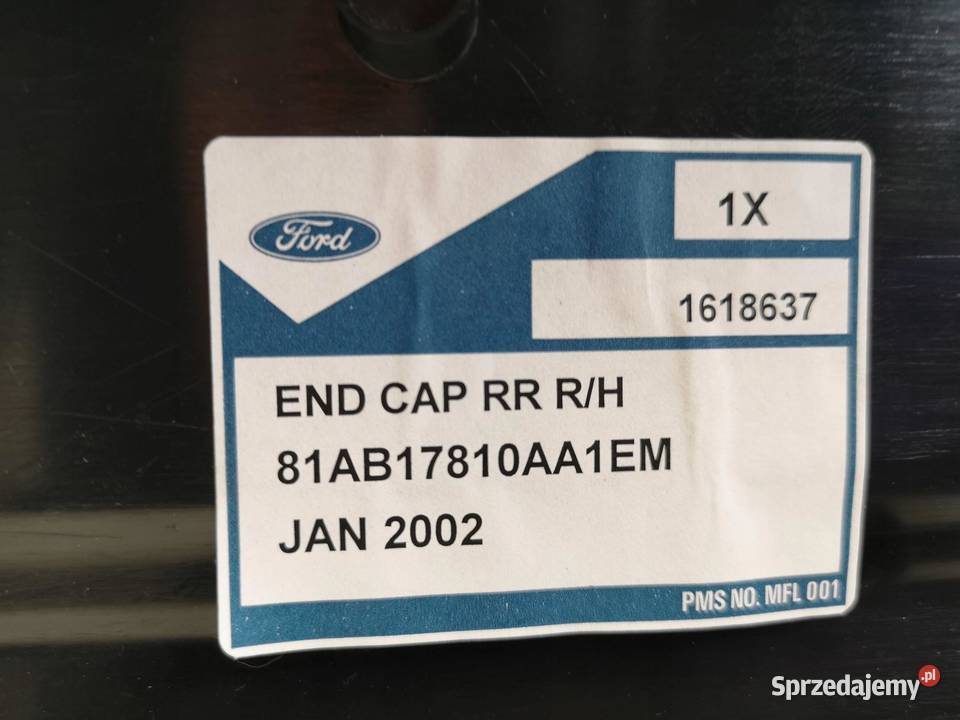 Ford
1X
1618637
END CAP RR R/H
81AB17810AA1EM
JAN 2002
PMS NO. MFL 001
Sprzedajemy.pl